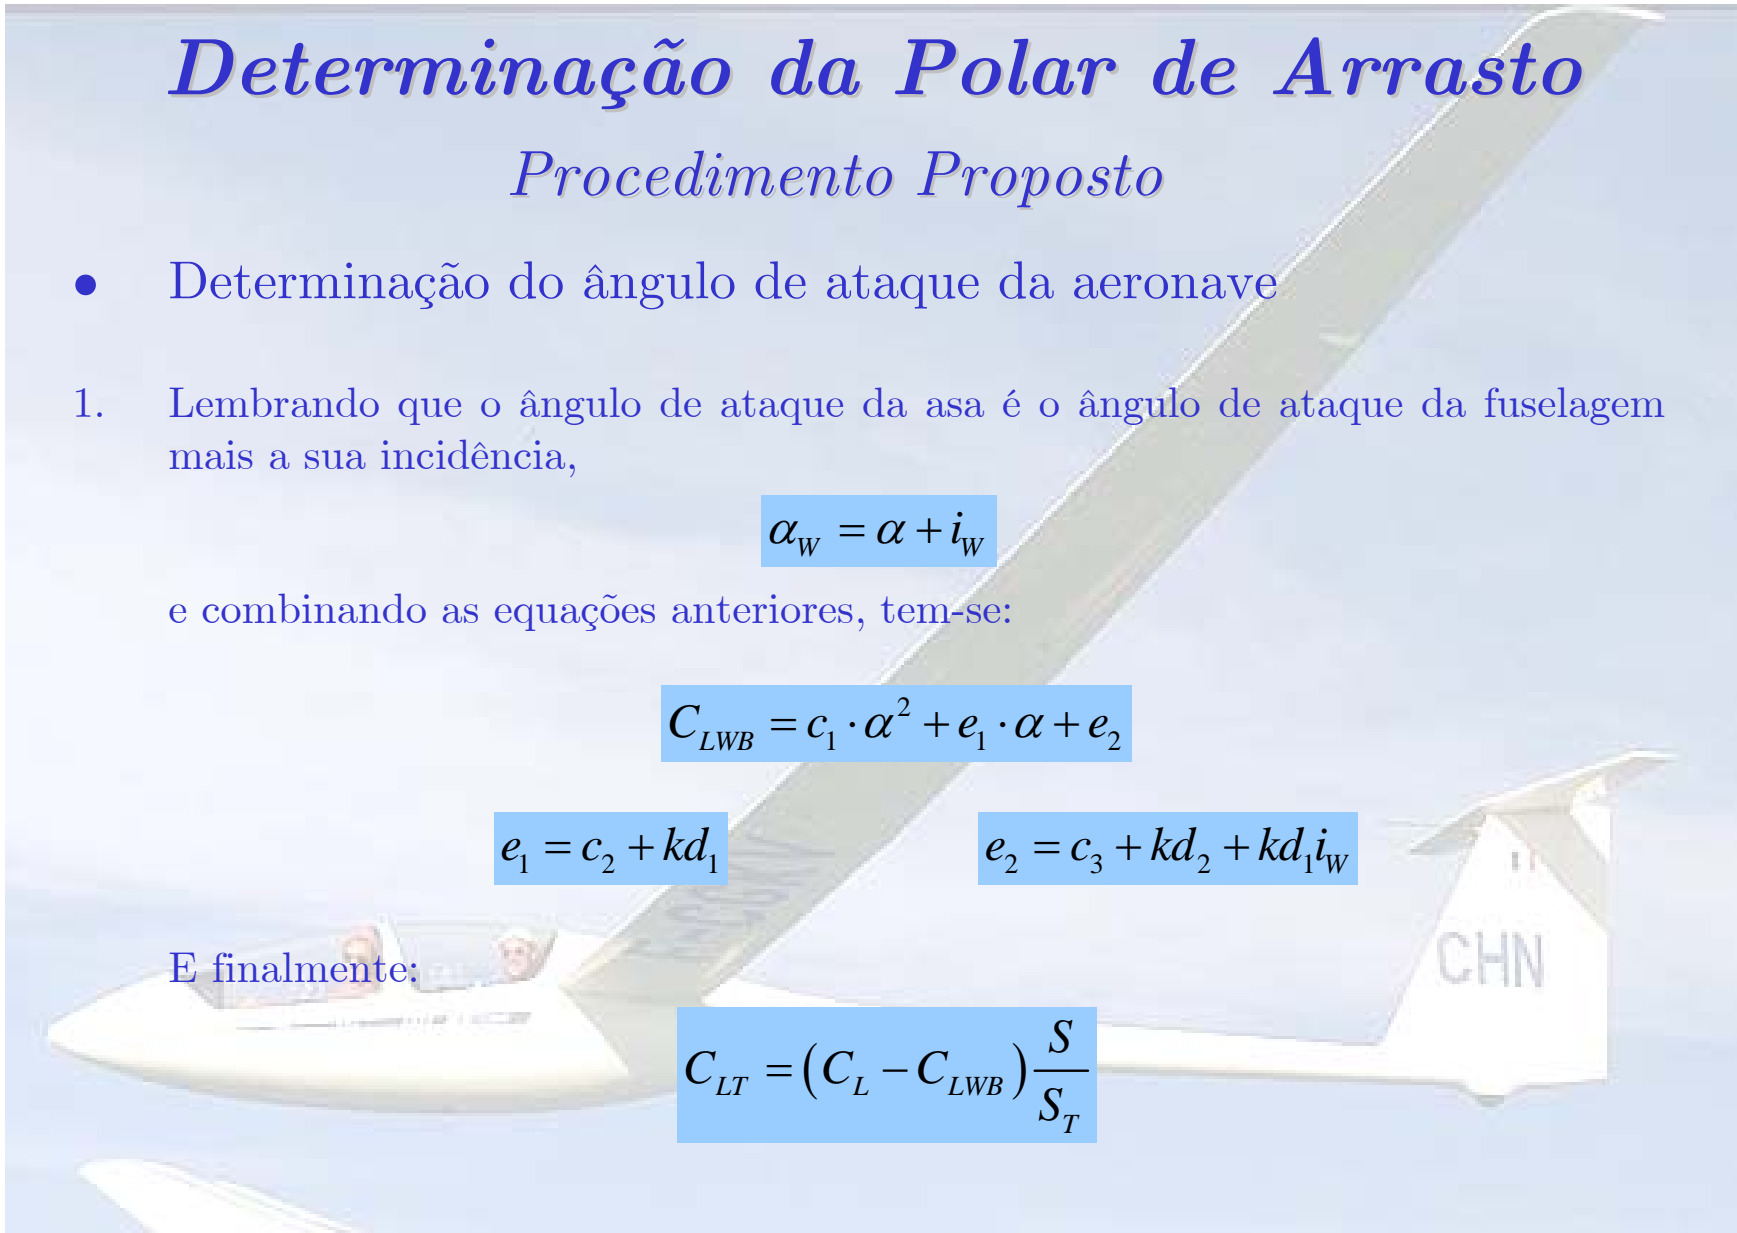 Determinação da Polar de Arrasto
Procedimento Proposto
• Determinação do ângulo de ataque da aeronave
1. Lembrando que o ângulo de ataque da asa é o ângulo de ataque da fuselagem
mais a sua incidência,
α_W = α + i_W
e combinando as equações anteriores, tem-se:
C_LWB = c_1 · α^2 + e_1 · α + e_2
e_1 = c_2 + kd_1
e_2 = c_3 + kd_2 + kd_1 i_W
CHN
E finalmente:
C_LT = (C_L − C_LWB) S/S_T